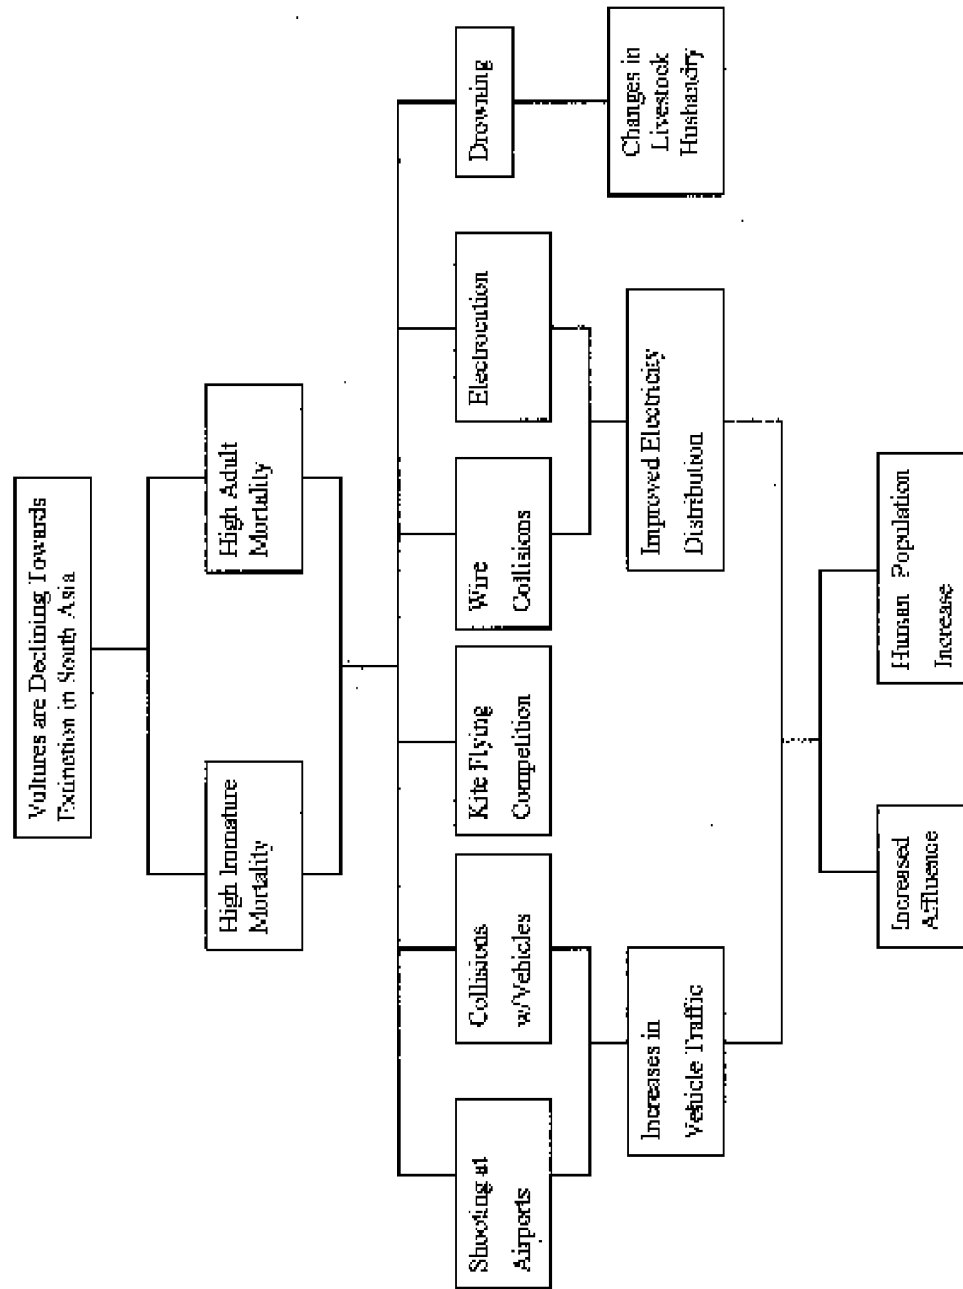 Vultures are Declining Towards
Extinction in South Asia
High Immature
Mortality
High Adult
Mortality
Shooting at
Airports
Collisions
w/Vehicles
Kite Flying
Competition
Wire
Collisions
Electrocution
Drowning
Increases in
Vehicle Traffic
Improved Electricity
Distribution
Changes in
Livestock
Husbandry
Increased
Affluence
Human Population
Increase